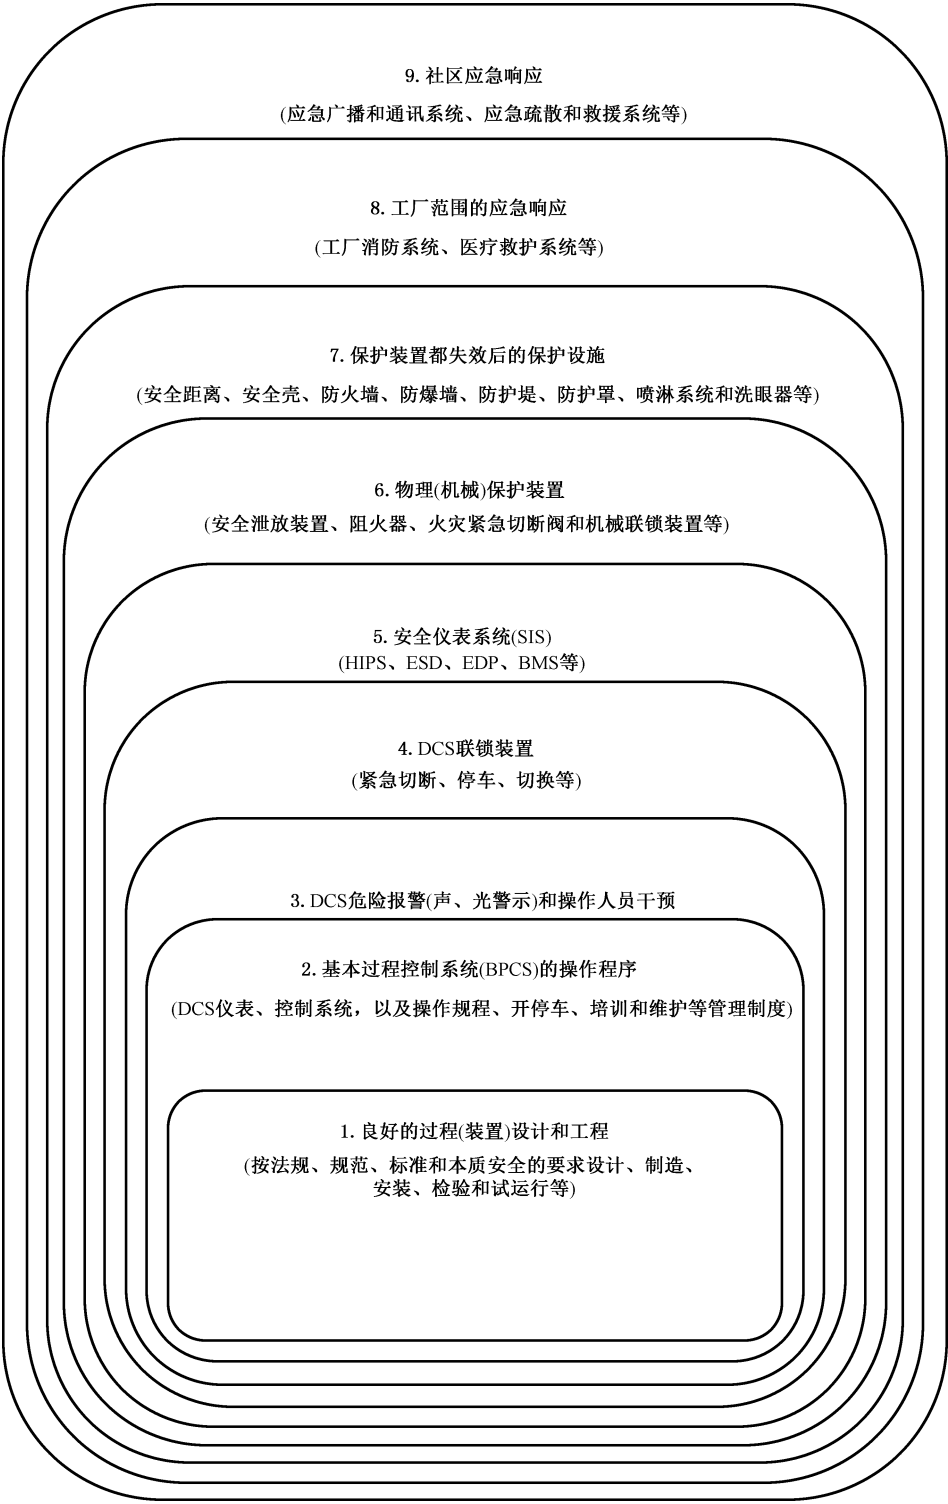 9. 社区应急响应
(应急广播和通讯系统、应急疏散和救援系统等)
8. 工厂范围的应急响应
(工厂消防系统、医疗救护系统等)
7. 保护装置都失效后的保护设施
(安全距离、安全壳、防火墙、防爆墙、防护堤、防护罩、喷淋系统和洗眼器等)
6. 物理(机械)保护装置
(安全泄放装置、阻火器、火灾紧急切断阀和机械联锁装置等)
5. 安全仪表系统(SIS)
(HIPS、ESD、EDP、BMS等)
4. DCS联锁装置
(紧急切断、停车、切换等)
3. DCS危险报警(声、光警示)和操作人员干预
2. 基本过程控制系统(BPCS)的操作程序
(DCS仪表、控制系统，以及操作规程、开停车、培训和维护等管理制度)
1. 良好的过程(装置)设计和工程
(按法规、规范、标准和本质安全的要求设计、制造、
安装、检验和试运行等)